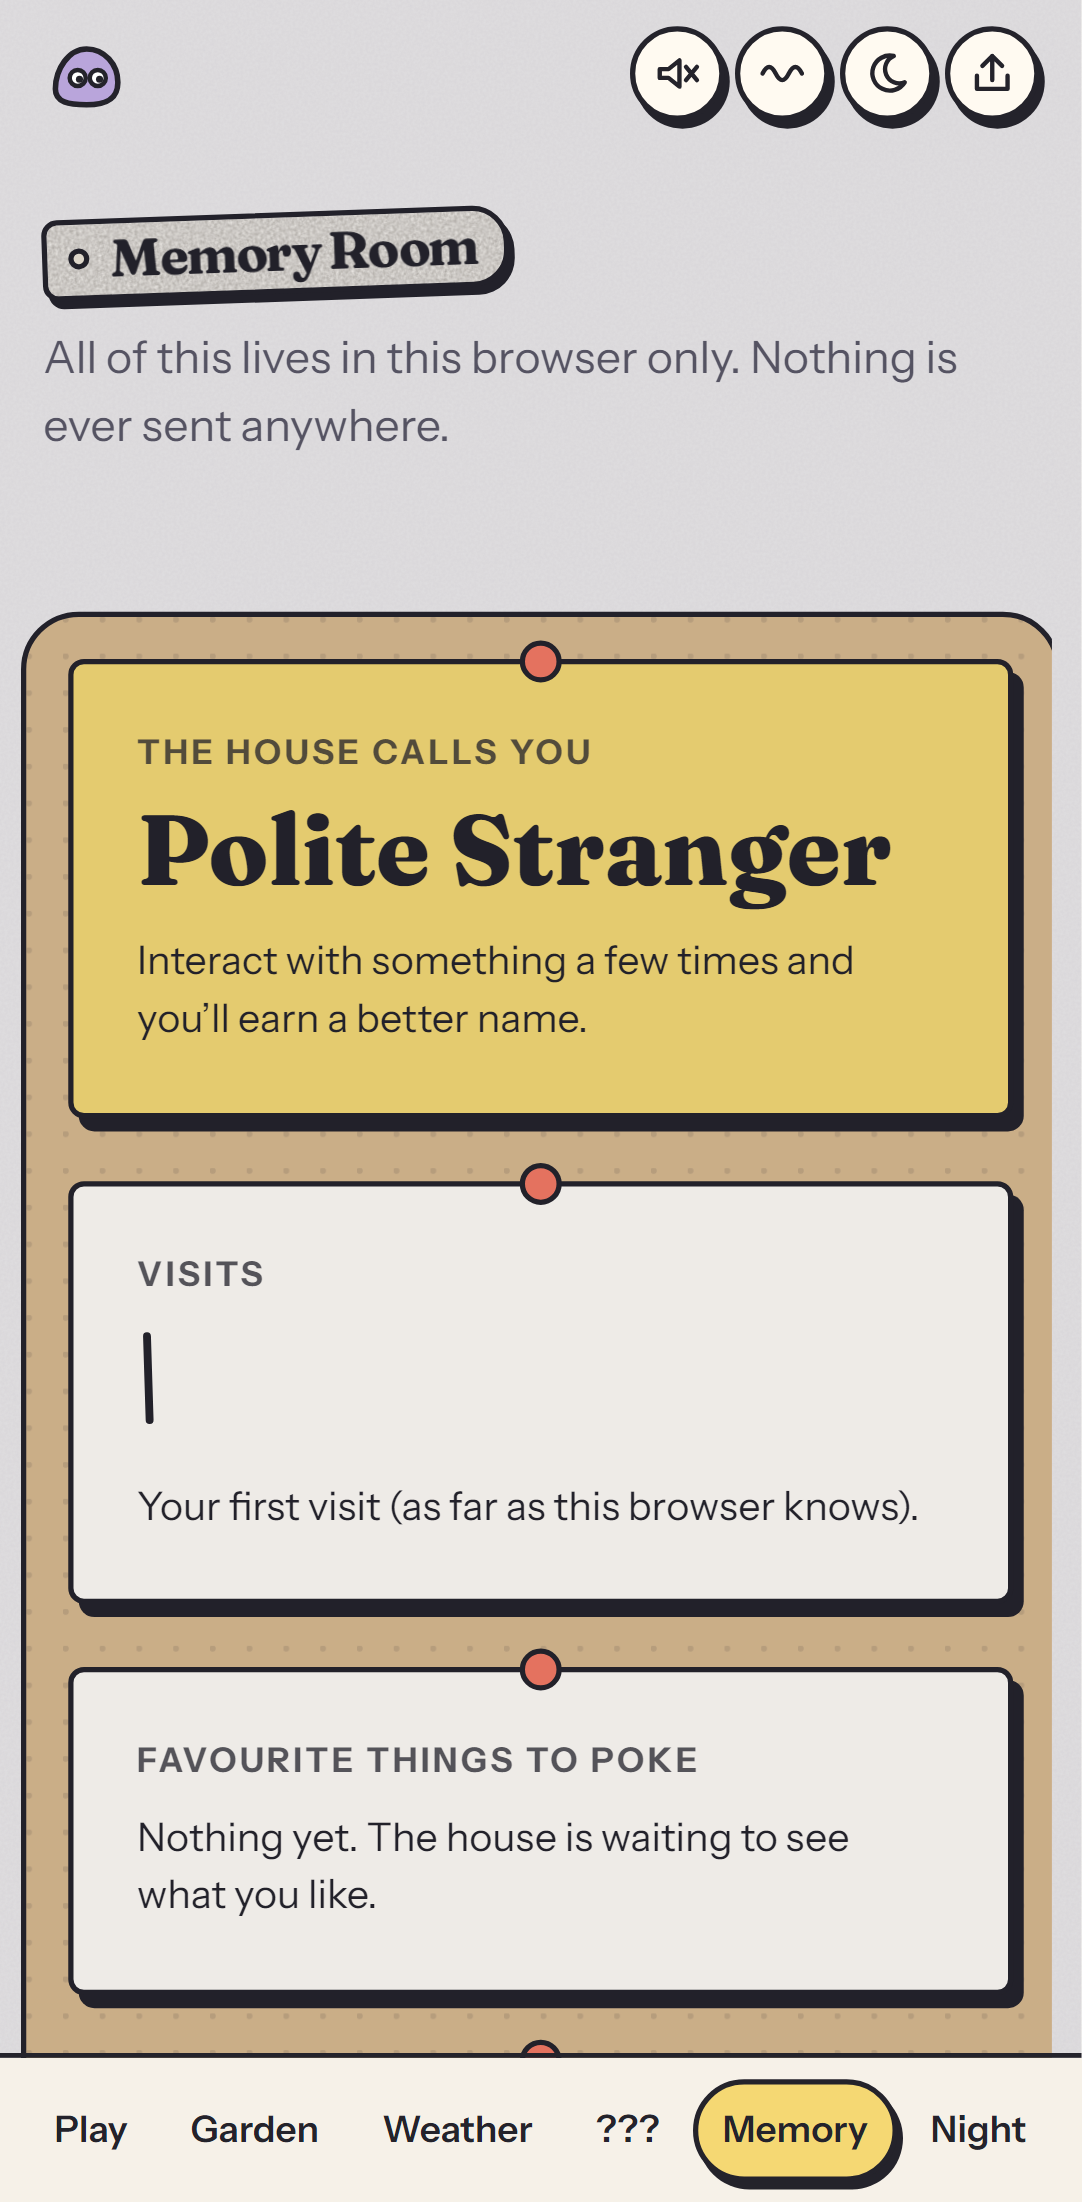 Memory Room
All of this lives in this browser only. Nothing is
ever sent anywhere.
THE HOUSE CALLS YOU
Polite Stranger
Interact with something a few times and
you’ll earn a better name.
VISITS
Your first visit (as far as this browser knows).
FAVOURITE THINGS TO POKE
Nothing yet. The house is waiting to see
what you like.
Play Garden Weather ??? Memory Night